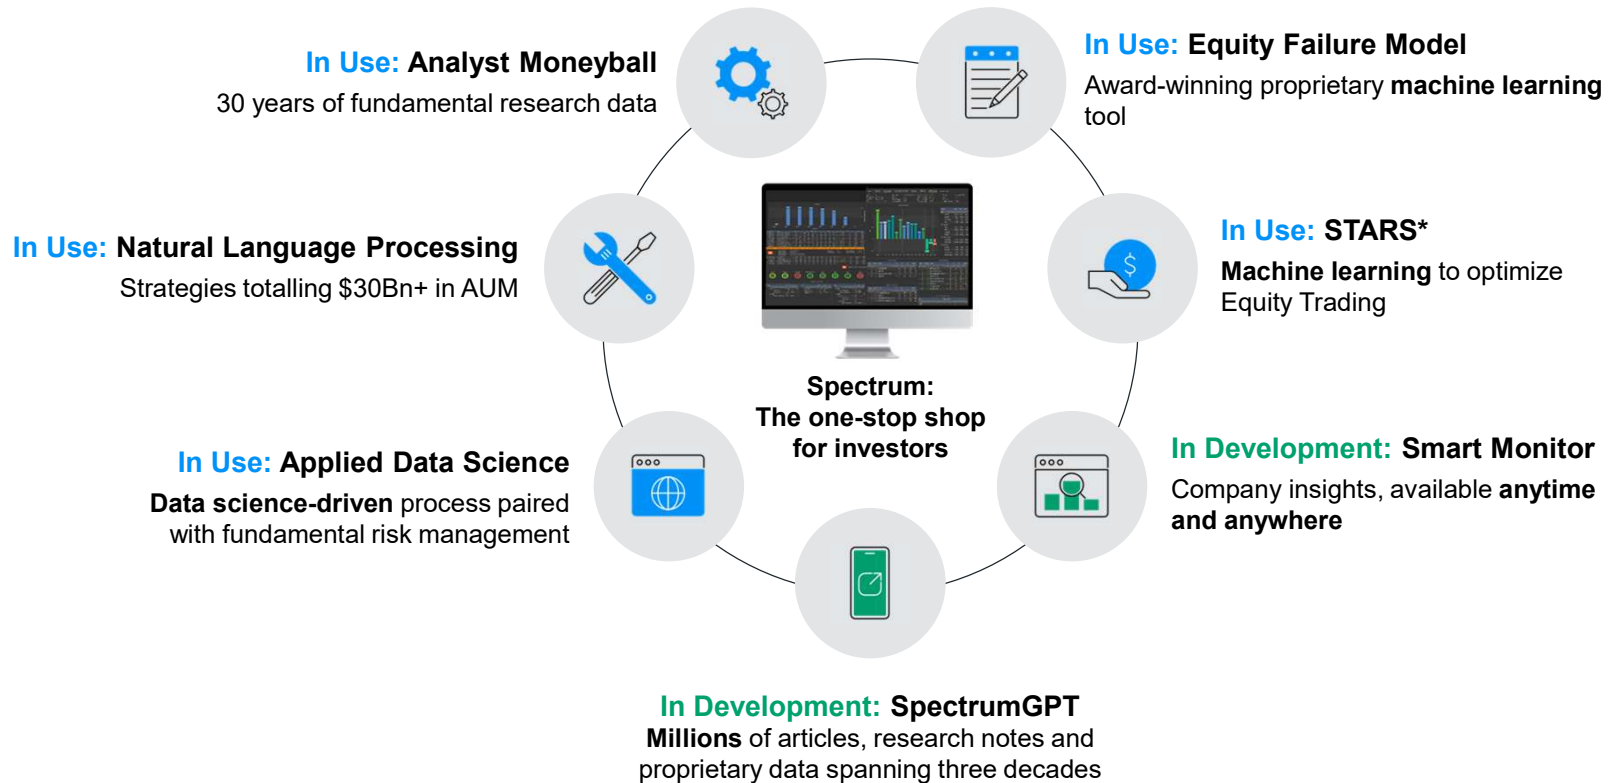 In Use: Analyst Moneyball
30 years of fundamental research data
In Use: Equity Failure Model
Award-winning proprietary machine learning
tool
In Use: Natural Language Processing
Strategies totalling $30Bn+ in AUM
$
In Use: STARS*
Machine learning to optimize
Equity Trading
Spectrum:
The one-stop shop
for investors
In Use: Applied Data Science
Data science-driven process paired
with fundamental risk management
In Development: Smart Monitor
Company insights, available anytime
and anywhere
In Development: SpectrumGPT
Millions of articles, research notes and
proprietary data spanning three decades